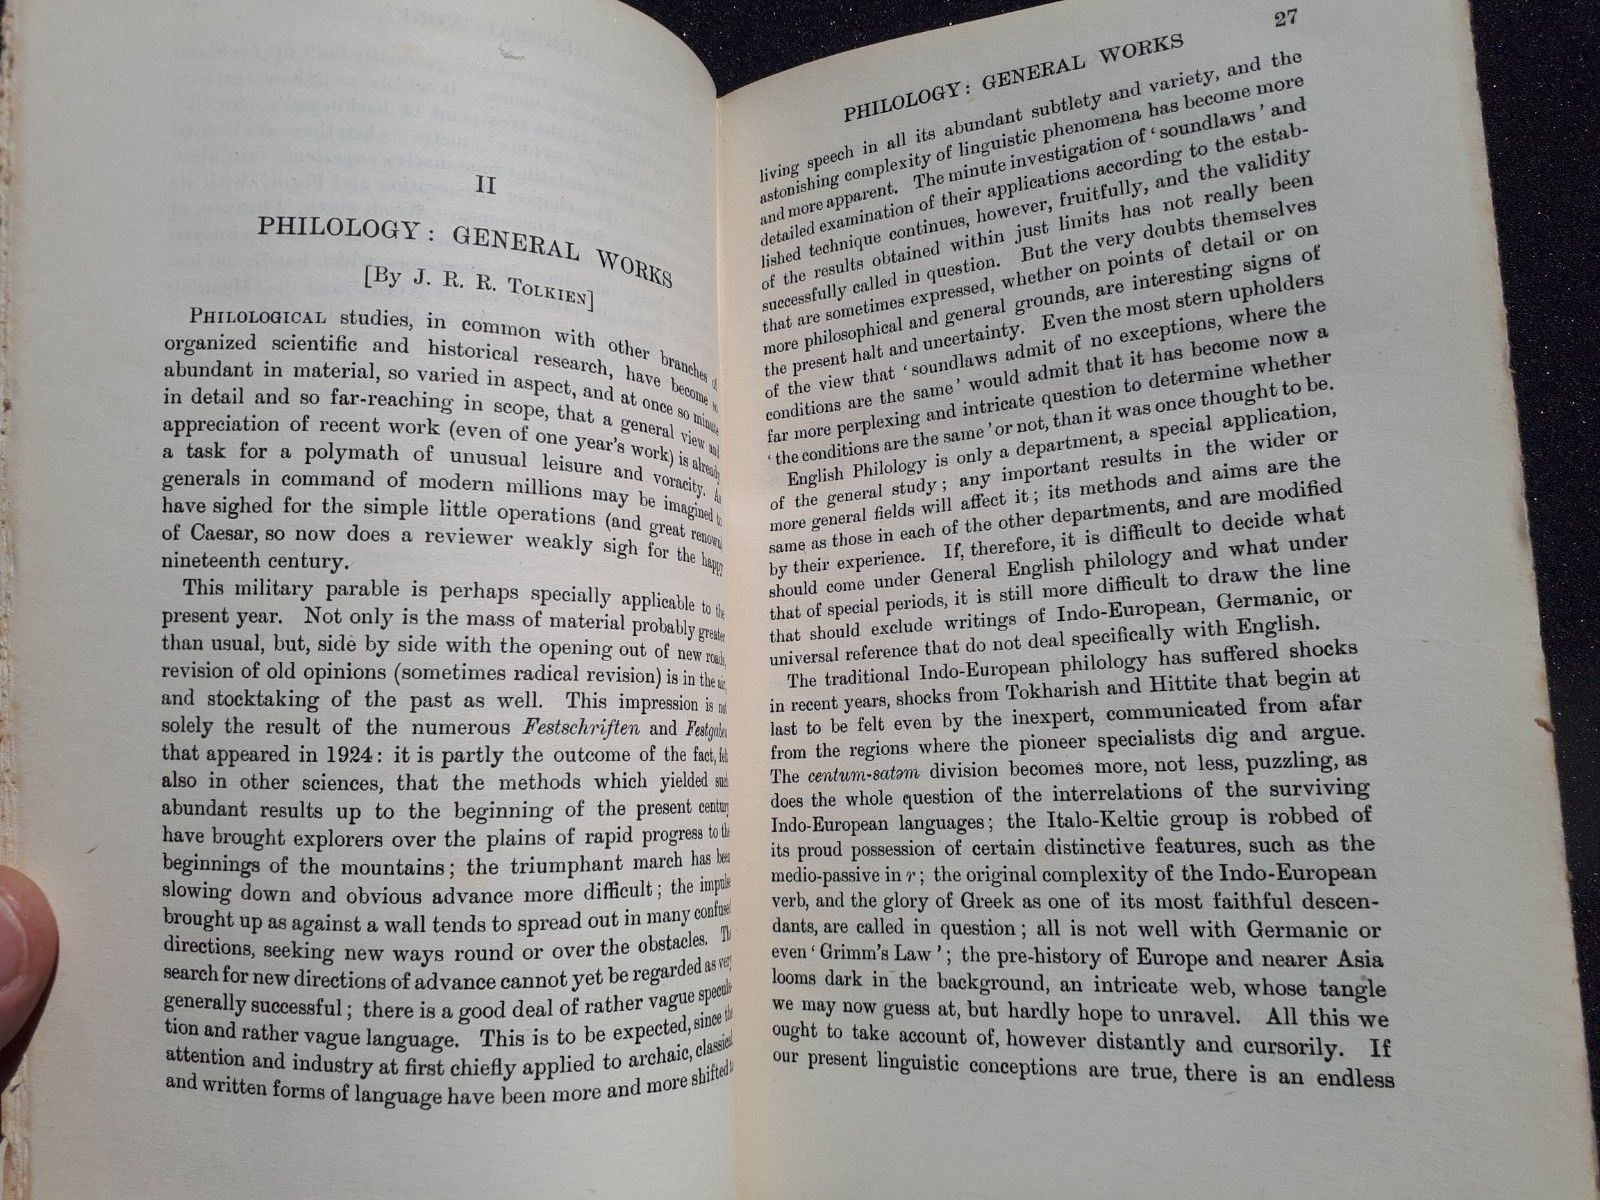 II
PHILOLOGY: GENERAL WORKS
[By J. R. R. TOLKIEN]
PHILOLOGICAL studies, in common with other branches of
organized scientific and historical research, have become so
abundant in material, so varied in aspect, and at once so minute
in detail and so far-reaching in scope, that a general view and
appreciation of recent work (even of one year's work) is already
a task for a polymath of unusual leisure and voracity. As
generals in command of modern millions may be imagined to
have sighed for the simple little operations (and great renown)
of Caesar, so now does a reviewer weakly sigh for the happy
nineteenth century.
This military parable is perhaps specially applicable to the
present year. Not only is the mass of material probably greater
than usual, but, side by side with the opening out of new roads,
revision of old opinions (sometimes radical revision) is in the air,
and stocktaking of the past as well. This impression is not
solely the result of the numerous Festschriften and Festgaben
that appeared in 1924: it is partly the outcome of the fact, felt
also in other sciences, that the methods which yielded such
abundant results up to the beginning of the present century
have brought explorers over the plains of rapid progress to the
beginnings of the mountains; the triumphant march has been
slowing down and obvious advance more difficult; the impulse
brought up as against a wall tends to spread out in many confused
directions, seeking new ways round or over the obstacles. The
search for new directions of advance cannot yet be regarded as very
generally successful; there is a good deal of rather vague specula-
tion and rather vague language. This is to be expected, since the
attention and industry at first chiefly applied to archaic, classical
and written forms of language have been more and more shifted to
PHILOLOGY: GENERAL WORKS 27
living speech in all its abundant subtlety and variety, and the
astonishing complexity of linguistic phenomena has become more
and more apparent. The minute investigation of 'soundlaws' and
detailed examination of their applications according to the estab-
lished technique continues, however, fruitfully, and the validity
of the results obtained within just limits has not really been
successfully called in question. But the very doubts themselves
that are sometimes expressed, whether on points of detail or on
more philosophical and general grounds, are interesting signs of
the present halt and uncertainty. Even the most stern upholders
of the view that 'soundlaws admit of no exceptions, where the
conditions are the same' would admit that it has become now a
far more perplexing and intricate question to determine whether
'the conditions are the same' or not, than it was once thought to be.
English Philology is only a department, a special application,
of the general study; any important results in the wider or
more general fields will affect it; its methods and aims are the
same as those in each of the other departments, and are modified
by their experience. If, therefore, it is difficult to decide what
should come under General English philology and what under
that of special periods, it is still more difficult to draw the line
that should exclude writings of Indo-European, Germanic, or
universal reference that do not deal specifically with English.
The traditional Indo-European philology has suffered shocks
in recent years, shocks from Tokharish and Hittite that begin at
last to be felt even by the inexpert, communicated from afar
from the regions where the pioneer specialists dig and argue.
The centum-satəm division becomes more, not less, puzzling, as
does the whole question of the interrelations of the surviving
Indo-European languages; the Italo-Keltic group is robbed of
its proud possession of certain distinctive features, such as the
medio-passive in r; the original complexity of the Indo-European
verb, and the glory of Greek as one of its most faithful descen-
dants, are called in question; all is not well with Germanic or
even 'Grimm's Law'; the pre-history of Europe and nearer Asia
looms dark in the background, an intricate web, whose tangle
we may now guess at, but hardly hope to unravel. All this we
ought to take account of, however distantly and cursorily. If
our present linguistic conceptions are true, there is an endless